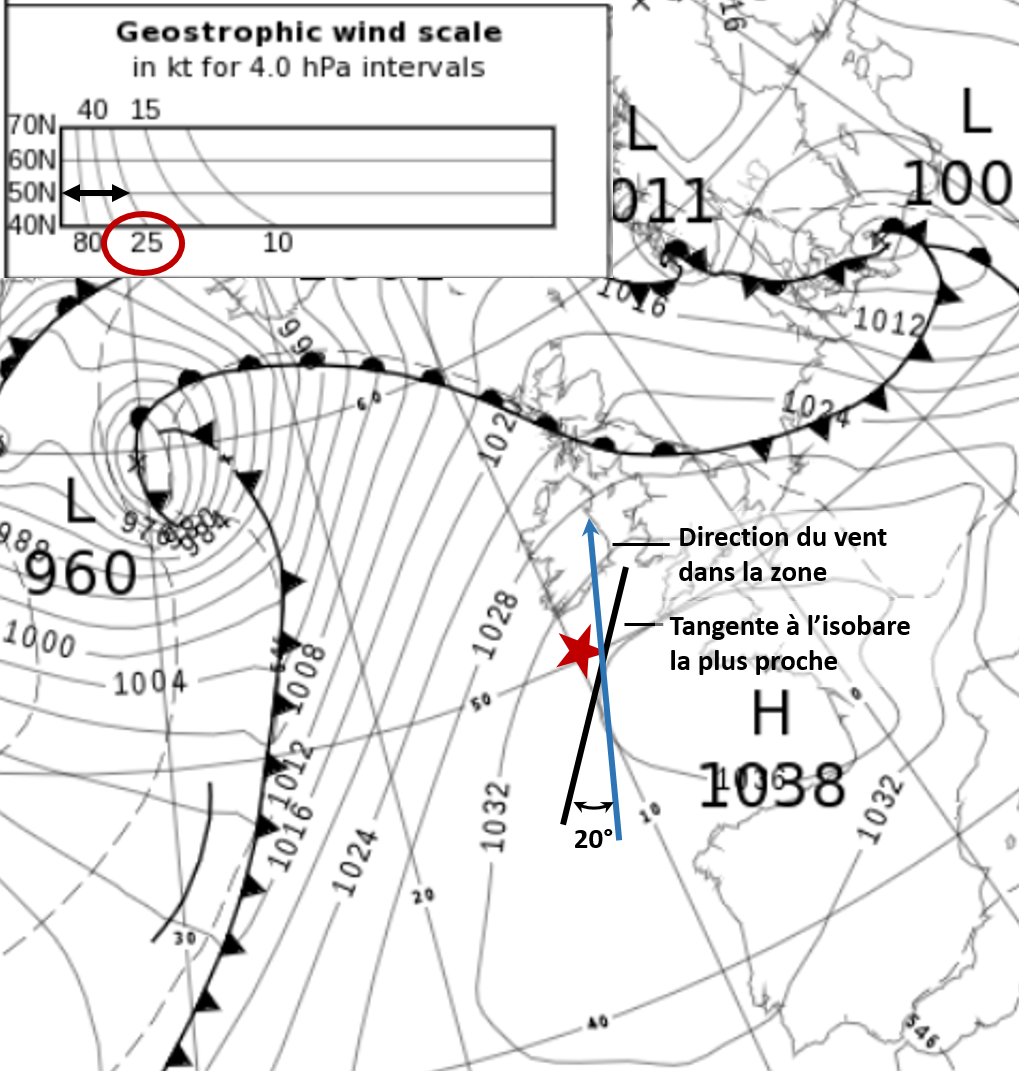 Geostrophic wind scale
in kt for 4.0 hPa intervals
40 15
70N
60N
50N
40N
80 25 10
16
L
L
011
100
1016
1012
99
60
1024
102
L
976
984
988
960
Direction du vent
dans la zone
1028
Tangente à l'isobare
la plus proche
1000
1008
1004
50
0
H
1036
1038
1012
1032
10
1032
20°
1016
1024
20
30
40
546